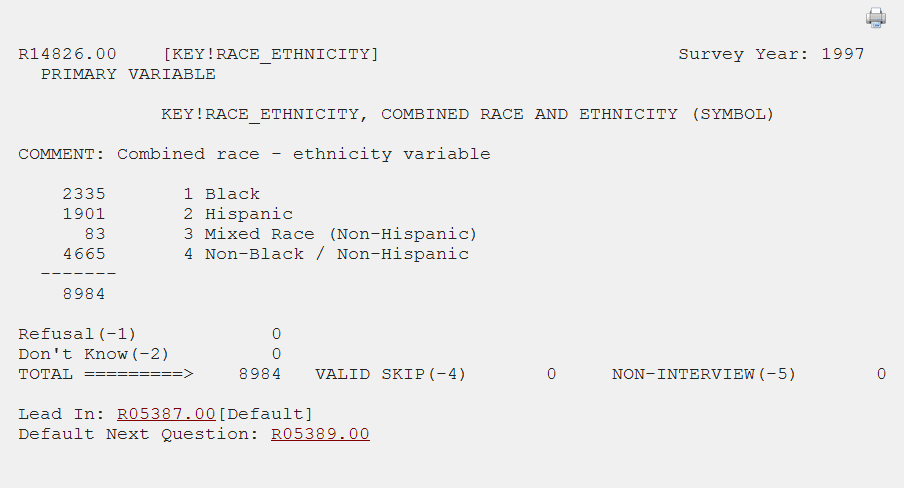 R14826.00 [KEY!RACE_ETHNICITY] Survey Year: 1997
PRIMARY VARIABLE
KEY!RACE_ETHNICITY, COMBINED RACE AND ETHNICITY (SYMBOL)
COMMENT: Combined race - ethnicity variable
2335 1 Black
1901 2 Hispanic
83 3 Mixed Race (Non-Hispanic)
4665 4 Non-Black / Non-Hispanic
-------
8984
Refusal(-1) 0
Don't Know(-2) 0
TOTAL =========> 8984 VALID SKIP(-4) 0 NON-INTERVIEW(-5) 0
Lead In: R05387.00[Default]
Default Next Question: R05389.00